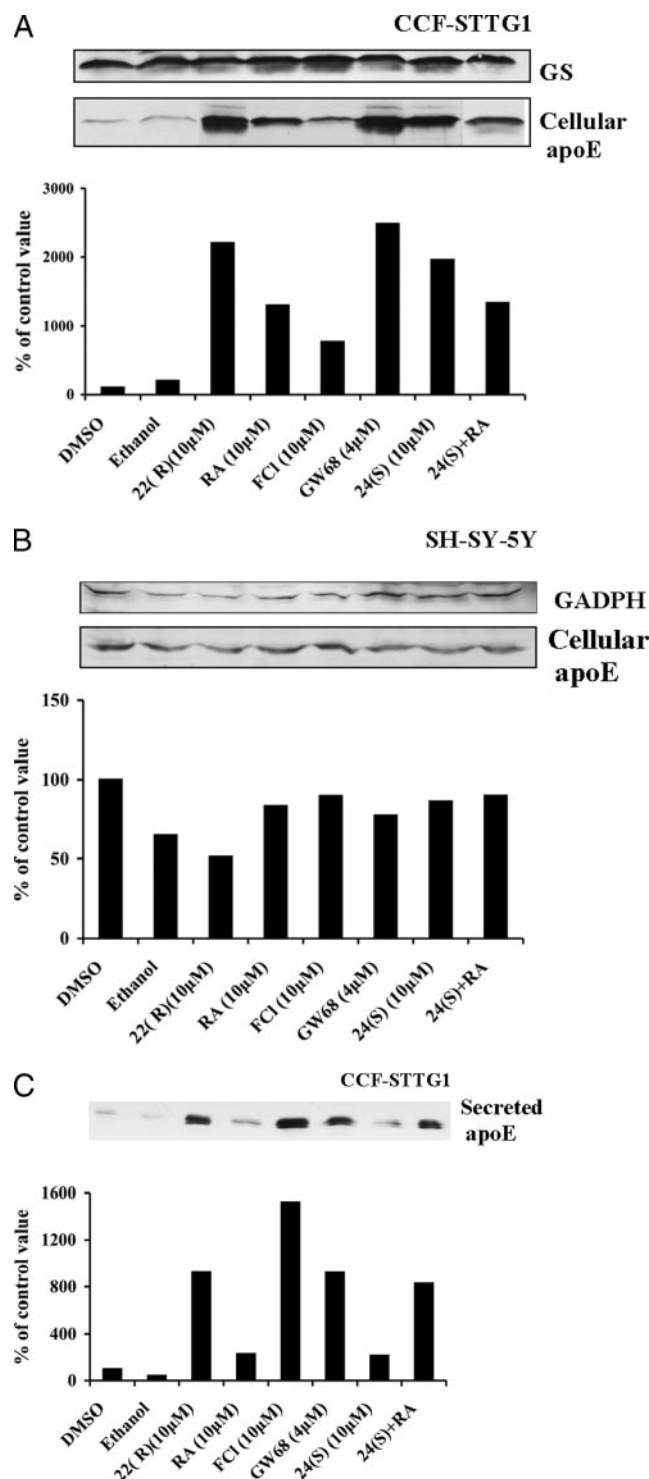 A
CCF-STTG1
GS
Cellular
apoE
% of control value
3000
2000
1000
0
DMSO
Ethanol
22( R)(10µM)
RA (10µM)
FC1 (10µM)
GW68 (4µM)
24(S) (10µM)
24(S)+RA
B
SH-SY-5Y
GADPH
Cellular
apoE
% of control value
150
100
50
0
DMSO
Ethanol
22( R)(10µM)
RA (10µM)
FC1 (10µM)
GW68 (4µM)
24(S) (10µM)
24(S)+RA
C
CCF-STTG1
Secreted
apoE
% of control value
1600
1200
800
400
0
DMSO
Ethanol
22( R)(10µM)
RA (10µM)
FC1 (10µM)
GW68 (4µM)
24(S) (10µM)
24(S)+RA